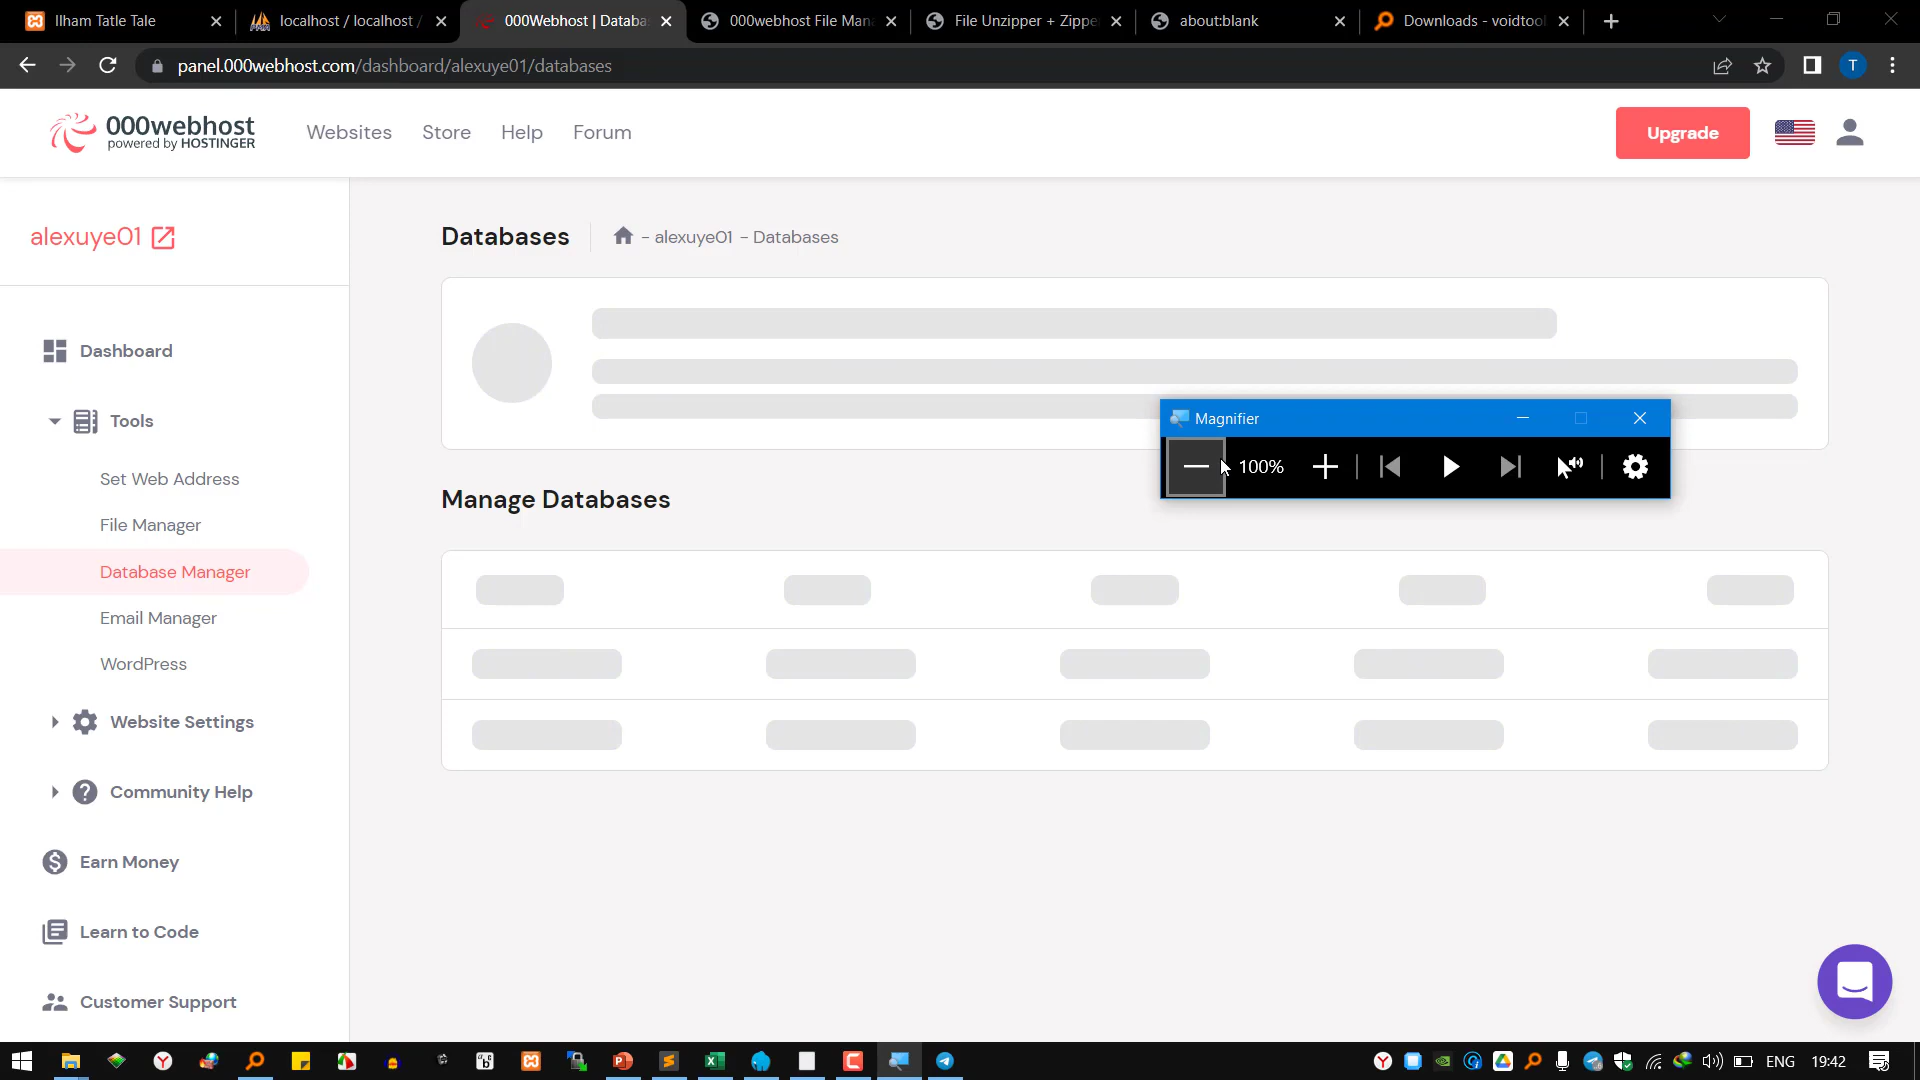 Ilham Tatle Tale
localhost / localhost /
000Webhost | Databa
000webhost File Man
File Unzipper + Zippe
about:blank
Downloads - voidtool
panel.000webhost.com/dashboard/alexuye01/databases
T
000webhost
powered by HOSTINGER
Websites
Store
Help
Forum
Upgrade
alexuye01
Databases
- alexuye01 - Databases
Dashboard
Tools
Set Web Address
File Manager
Database Manager
Email Manager
WordPress
Website Settings
Community Help
Earn Money
Learn to Code
Customer Support
Magnifier
100%
Manage Databases
ENG
19:42